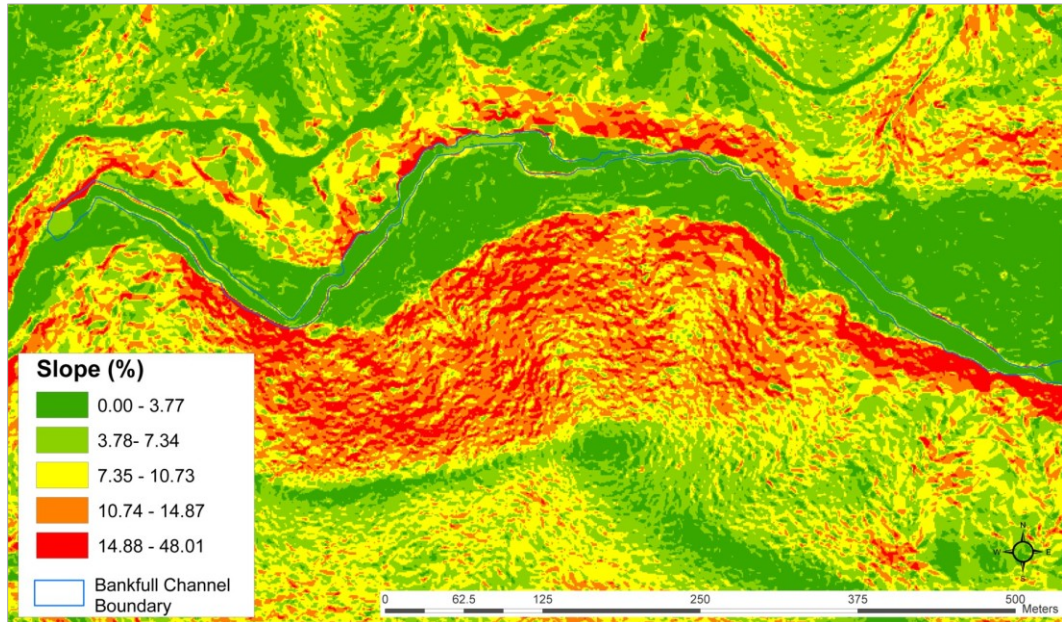 Slope (%)
0.00 - 3.77
3.78- 7.34
7.35 - 10.73
10.74 - 14.87
14.88 - 48.01
Bankfull Channel
Boundary
N
W E
S
0 62.5 125 250 375 500
Meters